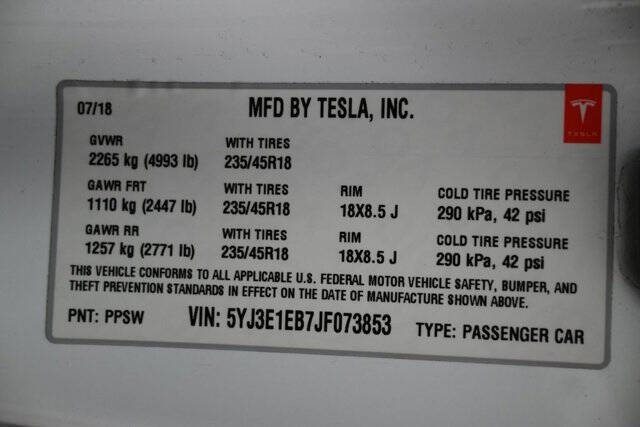 07/18 MFD BY TESLA, INC.
TESLA
GVWR WITH TIRES
2265 kg (4993 lb) 235/45R18
GAWR FRT WITH TIRES RIM COLD TIRE PRESSURE
1110 kg (2447 lb) 235/45R18 18X8.5 J 290 kPa, 42 psi
GAWR RR WITH TIRES RIM COLD TIRE PRESSURE
1257 kg (2771 lb) 235/45R18 18X8.5 J 290 kPa, 42 psi
THIS VEHICLE CONFORMS TO ALL APPLICABLE U.S. FEDERAL MOTOR VEHICLE SAFETY, BUMPER, AND
THEFT PREVENTION STANDARDS IN EFFECT ON THE DATE OF MANUFACTURE SHOWN ABOVE.
PNT: PPSW VIN: 5YJ3E1EB7JF073853 TYPE: PASSENGER CAR